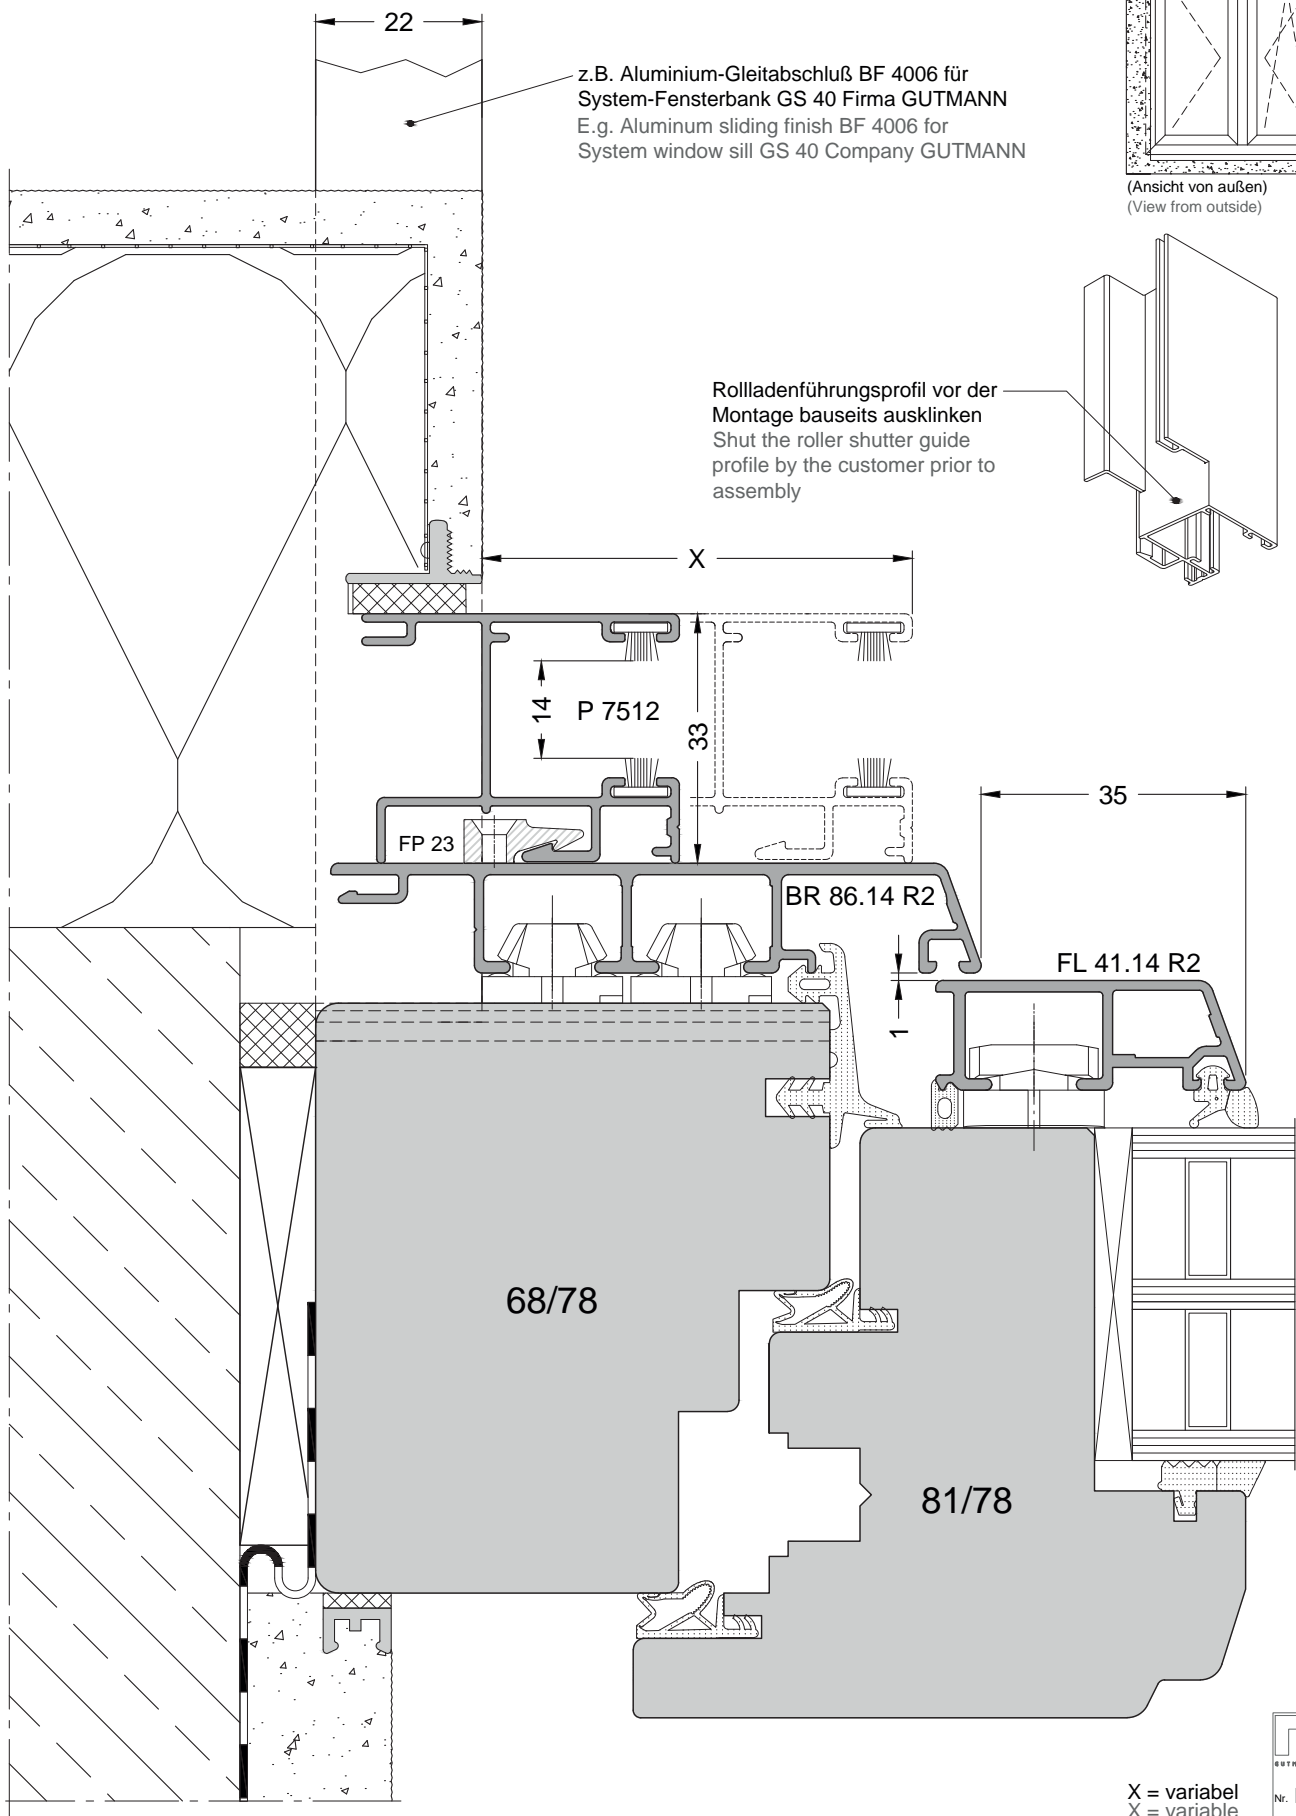 22
z.B. Aluminium-Gleitabschluß BF 4006 für
System-Fensterbank GS 40 Firma GUTMANN
E.g. Aluminum sliding finish BF 4006 for
System window sill GS 40 Company GUTMANN
(Ansicht von außen)
(View from outside)
Rollladenführungsprofil vor der
Montage bauseits ausklinken
Shut the roller shutter guide
profile by the customer prior to
assembly
X
14
P 7512
33
35
FP 23
BR 86.14 R2
FL 41.14 R2
1
68/78
81/78
X = variabel
X = variable
Nr.